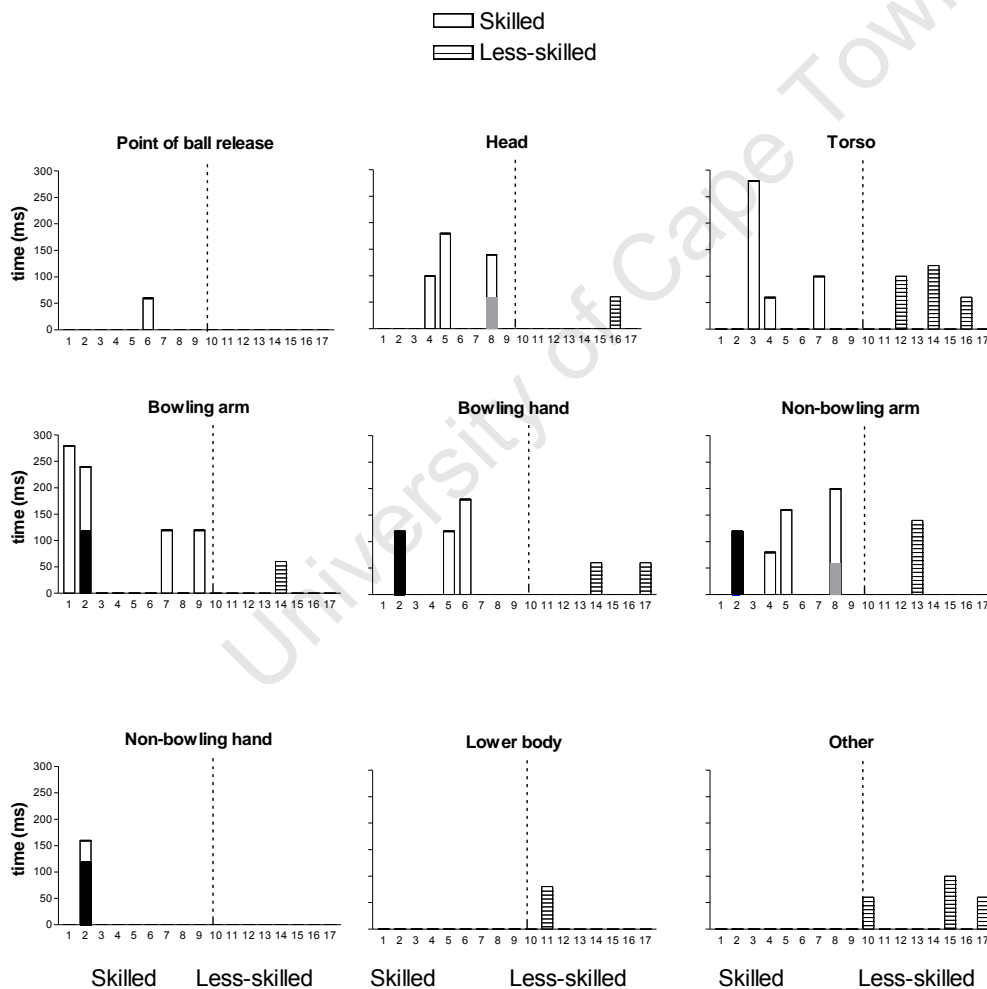 Skilled
Less-skilled
University of Cape Town
Point of ball release
Head
Torso
time (ms)
300
250
200
150
100
50
0
1 2 3 4 5 6 7 8 9 10 11 12 13 14 15 16 17
1 2 3 4 5 6 7 8 9 10 11 12 13 14 15 16 17
1 2 3 4 5 6 7 8 9 10 11 12 13 14 15 16 17
Bowling arm
Bowling hand
Non-bowling arm
time (ms)
300
250
200
150
100
50
0
1 2 3 4 5 6 7 8 9 10 11 12 13 14 15 16 17
1 2 3 4 5 6 7 8 9 10 11 12 13 14 15 16 17
1 2 3 4 5 6 7 8 9 10 11 12 13 14 15 16 17
Non-bowling hand
Lower body
Other
time (ms)
300
250
200
150
100
50
0
1 2 3 4 5 6 7 8 9 10 11 12 13 14 15 16 17
1 2 3 4 5 6 7 8 9 10 11 12 13 14 15 16 17
1 2 3 4 5 6 7 8 9 10 11 12 13 14 15 16 17
Skilled Less-skilled
Skilled Less-skilled
Skilled Less-skilled